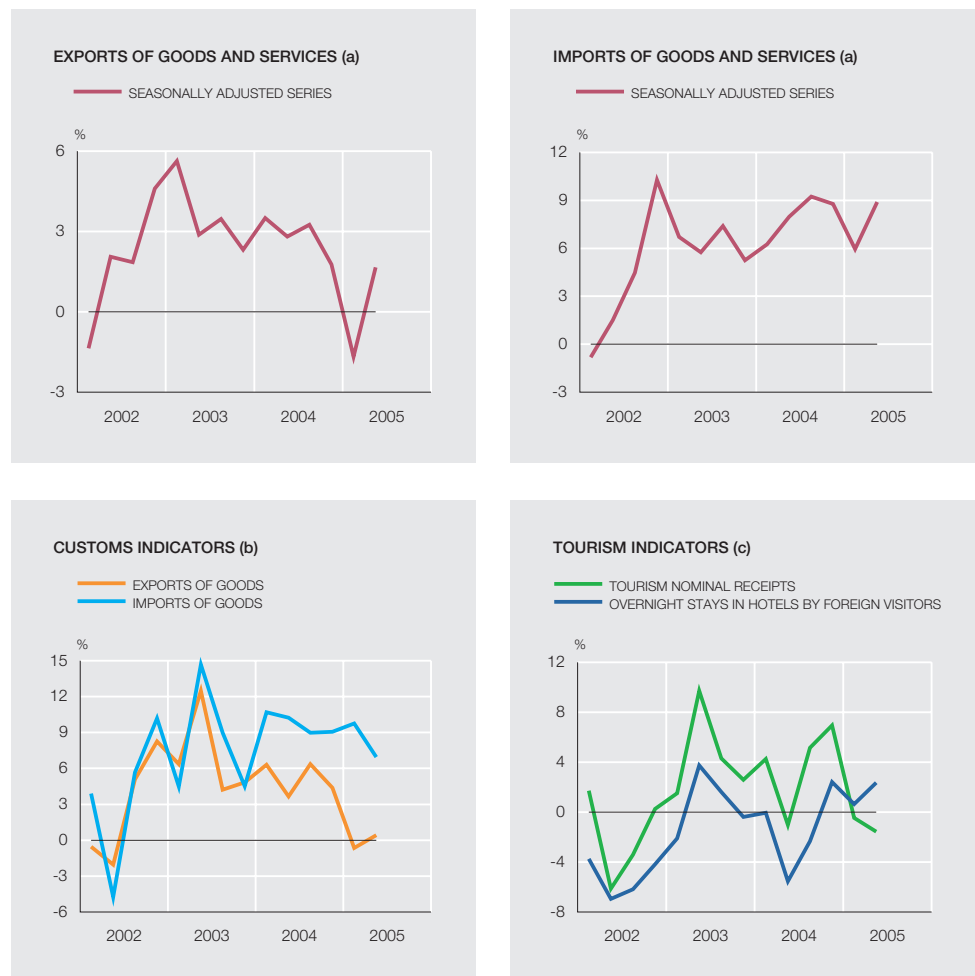 EXPORTS OF GOODS AND SERVICES (a)
SEASONALLY ADJUSTED SERIES
%
6
3
0
-3
2002 2003 2004 2005
IMPORTS OF GOODS AND SERVICES (a)
SEASONALLY ADJUSTED SERIES
%
12
9
6
3
0
-3
2002 2003 2004 2005
CUSTOMS INDICATORS (b)
EXPORTS OF GOODS
IMPORTS OF GOODS
%
15
12
9
6
3
0
-3
-6
2002 2003 2004 2005
TOURISM INDICATORS (c)
TOURISM NOMINAL RECEIPTS
OVERNIGHT STAYS IN HOTELS BY FOREIGN VISITORS
%
12
8
4
0
-4
-8
2002 2003 2004 2005